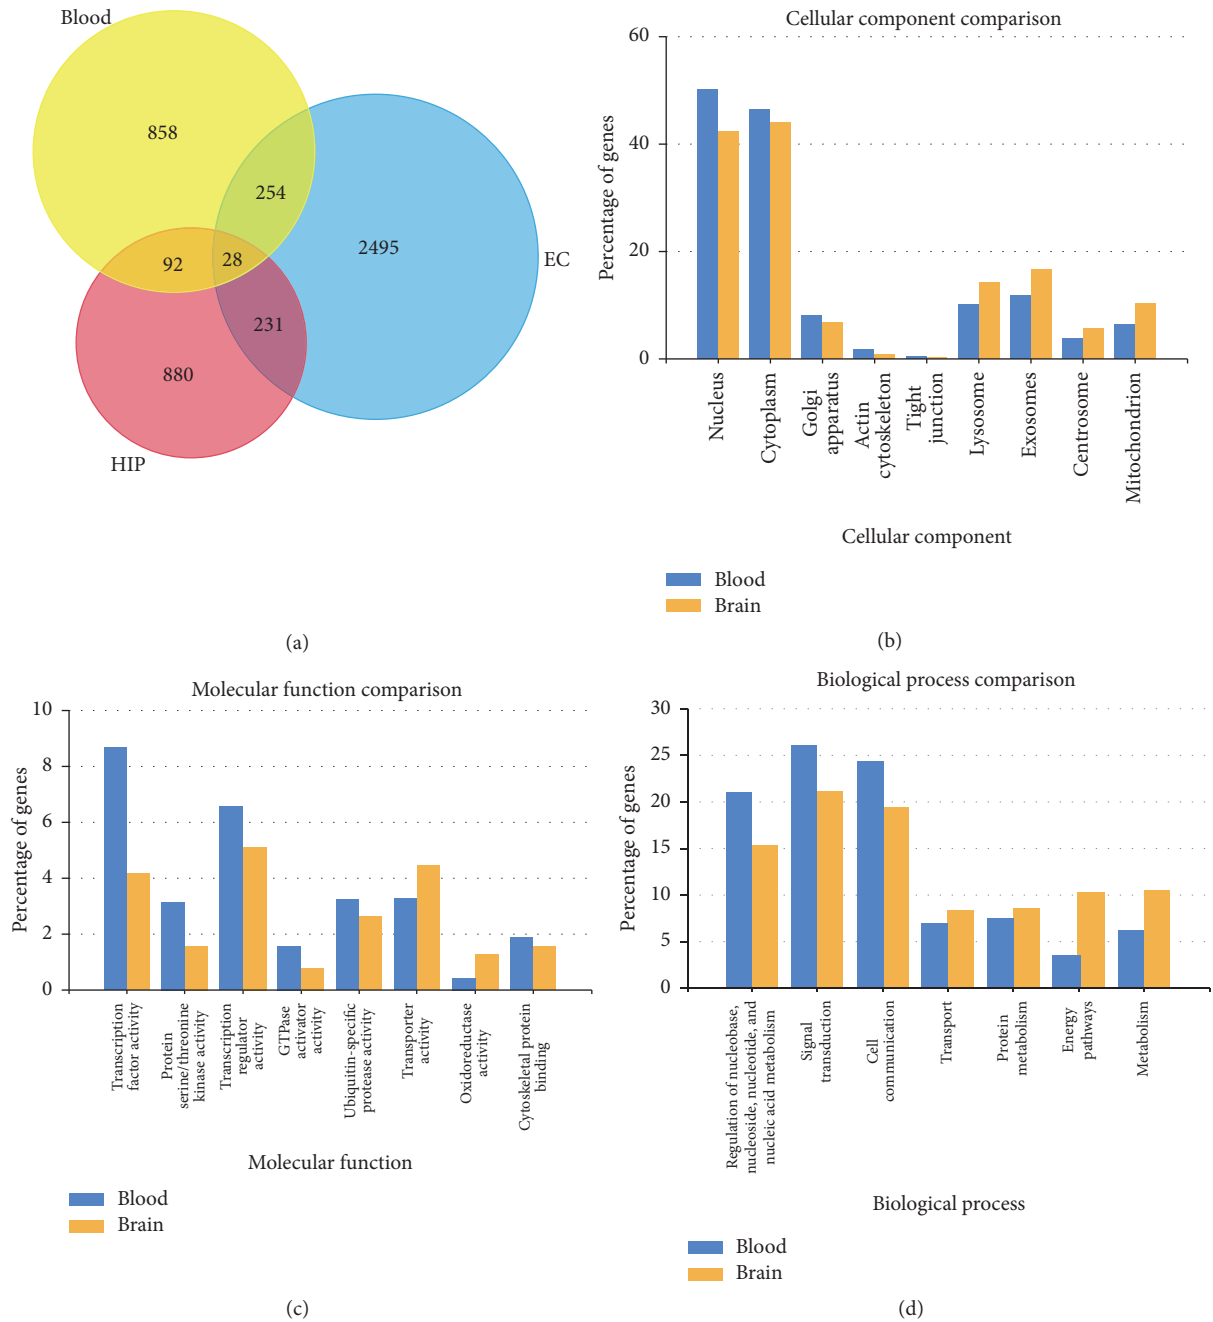 Blood
858
254
2495
EC
92
28
231
880
HIP
(a)
Cellular component comparison
Percentage of genes
60
40
20
0
Nucleus
Cytoplasm
Golgi
apparatus
Actin
cytoskeleton
Tight
junction
Lysosome
Exosomes
Centrosome
Mitochondrion
Cellular component
Blood
Brain
(b)
Molecular function comparison
Percentage of genes
10
8
6
4
2
0
Transcription
factor activity
Protein
serine/threonine
kinase activity
Transcription
regulator
activity
GTPase
activator
activity
Ubiquitin-specific
protease activity
Transporter
activity
Oxidoreductase
activity
Cytoskeletal protein
binding
Molecular function
Blood
Brain
(c)
Biological process comparison
Percentage of genes
30
25
20
15
10
5
0
Regulation of nucleobase,
nucleoside, nucleotide, and
nucleic acid metabolism
Signal
transduction
Cell
communication
Transport
Protein
metabolism
Energy
pathways
Metabolism
Biological process
Blood
Brain
(d)